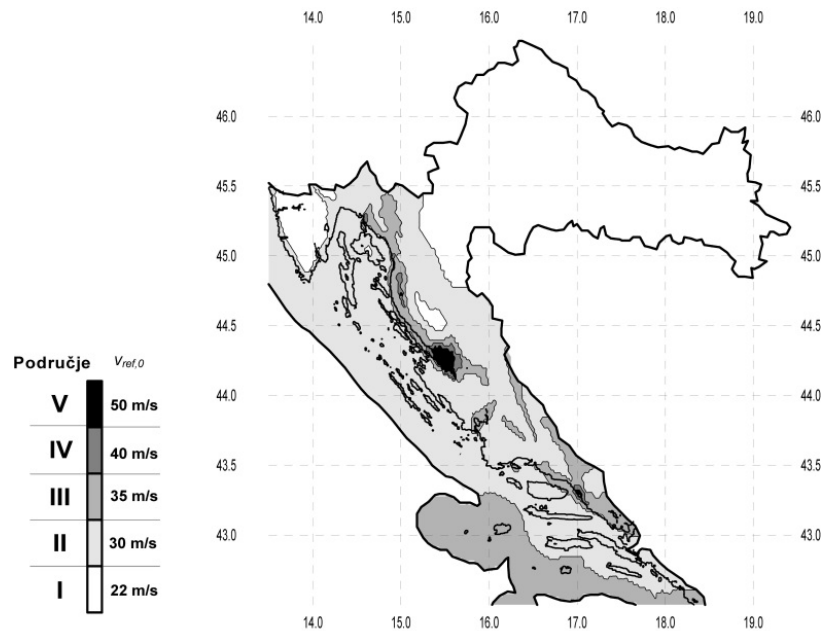 14.0 15.0 16.0 17.0 18.0 19.0
46.0 46.0
45.5 45.5
45.0 45.0
44.5 44.5
Područje Vref,0
44.0 44.0
V 50 m/s
IV 40 m/s
43.5 43.5
III 35 m/s
43.0 43.0
II 30 m/s
I 22 m/s
14.0 15.0 16.0 17.0 18.0 19.0